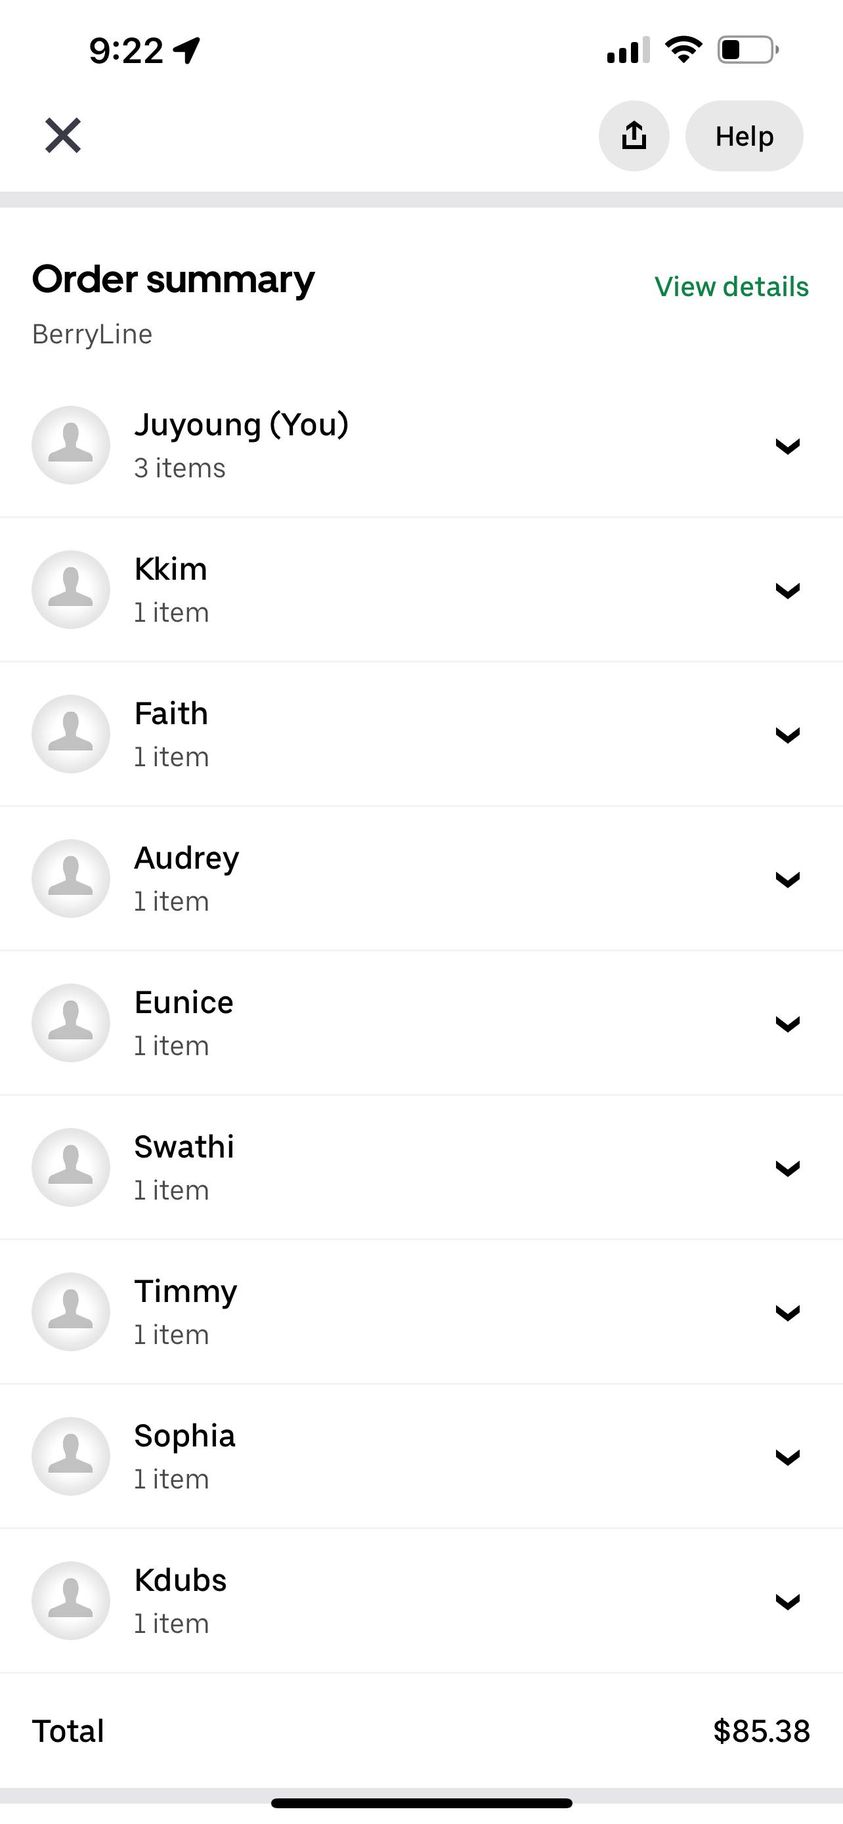 9:22
Help
Order summary
View details
BerryLine
Juyoung (You)
3 items
Kkim
1 item
Faith
1 item
Audrey
1 item
Eunice
1 item
Swathi
1 item
Timmy
1 item
Sophia
1 item
Kdubs
1 item
Total $85.38